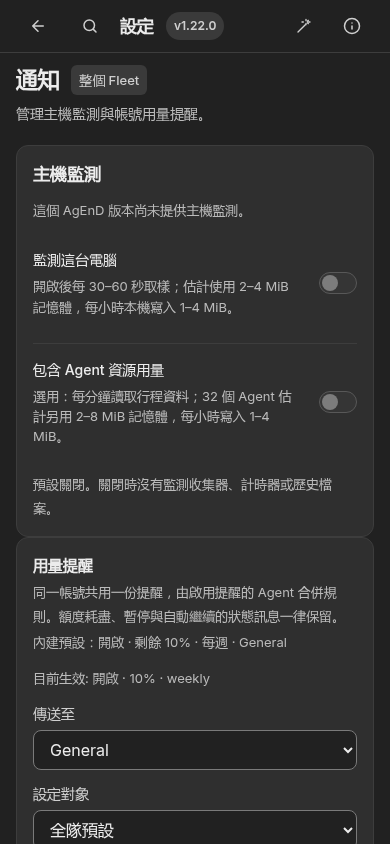 設定 v1.22.0
通知 整個 Fleet
管理主機監測與帳號用量提醒。
主機監測
這個 AgEnD 版本尚未提供主機監測。
監測這台電腦
開啟後每 30–60 秒取樣；估計使用 2–4 MiB
記憶體，每小時本機寫入 1–4 MiB。
包含 Agent 資源用量
選用：每分鐘讀取行程資料；32 個 Agent 估
計另用 2–8 MiB 記憶體，每小時寫入 1–4
MiB。
預設關閉。關閉時沒有監測收集器、計時器或歷史檔
案。
用量提醒
同一帳號共用一份提醒，由啟用提醒的 Agent 合併規
則。額度耗盡、暫停與自動繼續的狀態訊息一律保留。
內建預設：開啟 · 剩餘 10% · 每週 · General
目前生效: 開啟 · 10% · weekly
傳送至
General
設定對象
全隊預設